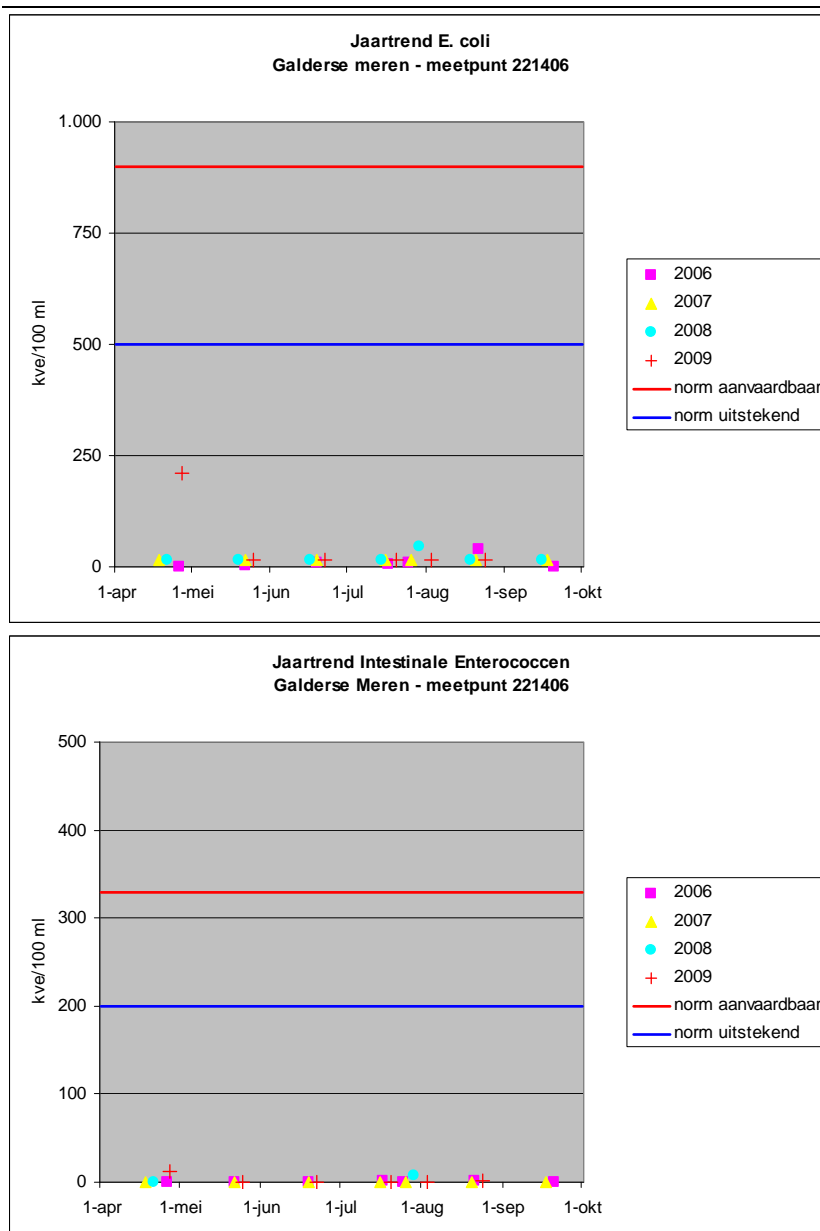 Jaartrend E. coli
Galderse meren - meetpunt 221406
1.000
750
500
250
0
kve/100 ml
1-apr 1-mei 1-jun 1-jul 1-aug 1-sep 1-okt
2006
2007
2008
2009
norm aanvaardbaar
norm uitstekend
Jaartrend Intestinale Enterococcen
Galderse Meren - meetpunt 221406
500
400
300
200
100
0
kve/100 ml
1-apr 1-mei 1-jun 1-jul 1-aug 1-sep 1-okt
2006
2007
2008
2009
norm aanvaardbaar
norm uitstekend